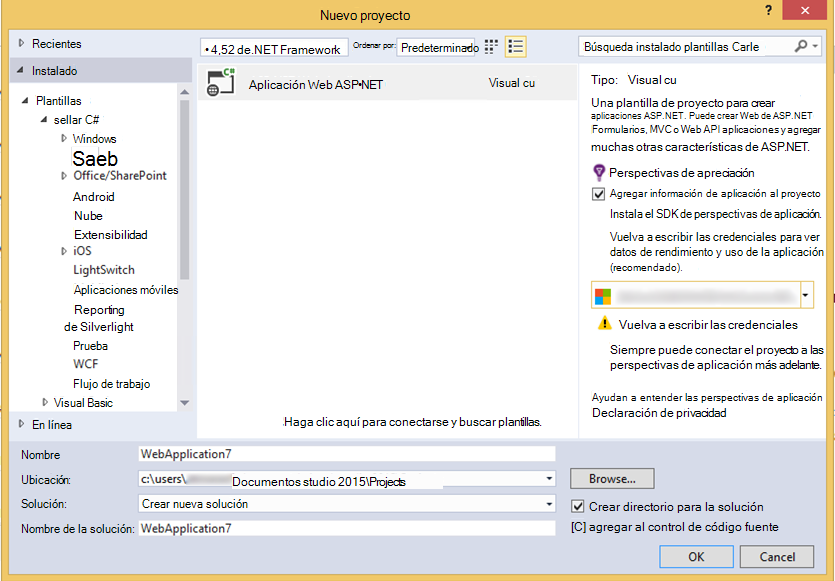 Nuevo proyecto
?
Recientes
Instalado
Plantillas
sellar C#
Windows
Saeb
Office/SharePoint
Android
Nube
Extensibilidad
iOS
LightSwitch
Aplicaciones móviles
Reporting
de Silverlight
Prueba
WCF
Flujo de trabajo
Visual Basic
En línea
• 4,52 de.NET Framework
Ordenar por:
Predeterminado
Búsqueda instalado plantillas Carle
C#
Aplicación Web ASP•NET
Visual cu
.Haga clic aquí para conectarse y buscar plantillas.
Tipo: Visual cu
Una plantilla de proyecto para crear
aplicaciones ASP.NET. Puede crear Web de ASP.NET
Formularios, MVC o Web API aplicaciones y agregar
muchas otras características de ASP.NET.
Perspectivas de apreciación
Agregar información de aplicación al proyecto
Instala el SDK de perspectivas de aplicación.
Vuelva a escribir las credenciales para ver
datos de rendimiento y uso de la aplicación
(recomendado).
Vuelva a escribir las credenciales
Siempre puede conectar el proyecto a las
perspectivas de aplicación más adelante.
Ayudan a entender las perspectivas de aplicación
Declaración de privacidad
Nombre
WebApplication7
Ubicación:
c:\users\
Documentos studio 2015\Projects
Browse...
Solución:
Crear nueva solución
Crear directorio para la solución
Nombre de la solución:
WebApplication7
[C] agregar al control de código fuente
OK
Cancel